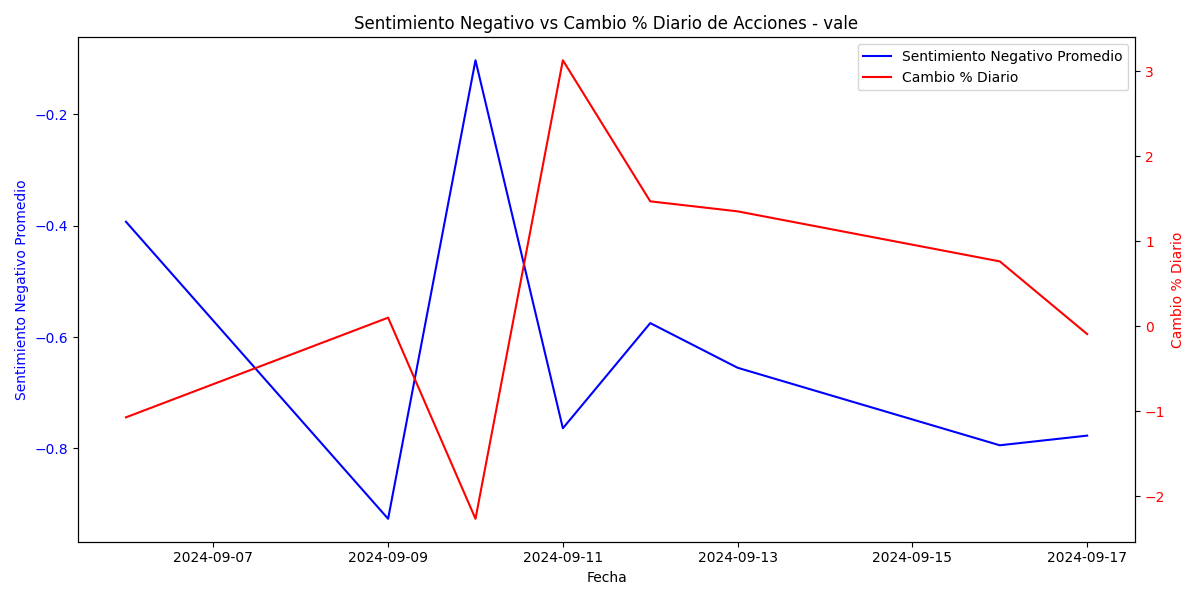 Sentimiento Negativo vs Cambio % Diario de Acciones - vale
Sentimiento Negativo Promedio
Cambio % Diario
−0.2
−0.4
−0.6
−0.8
Sentimiento Negativo Promedio
3
2
1
0
−1
−2
Cambio % Diario
2024-09-07
2024-09-09
2024-09-11
2024-09-13
2024-09-15
2024-09-17
Fecha